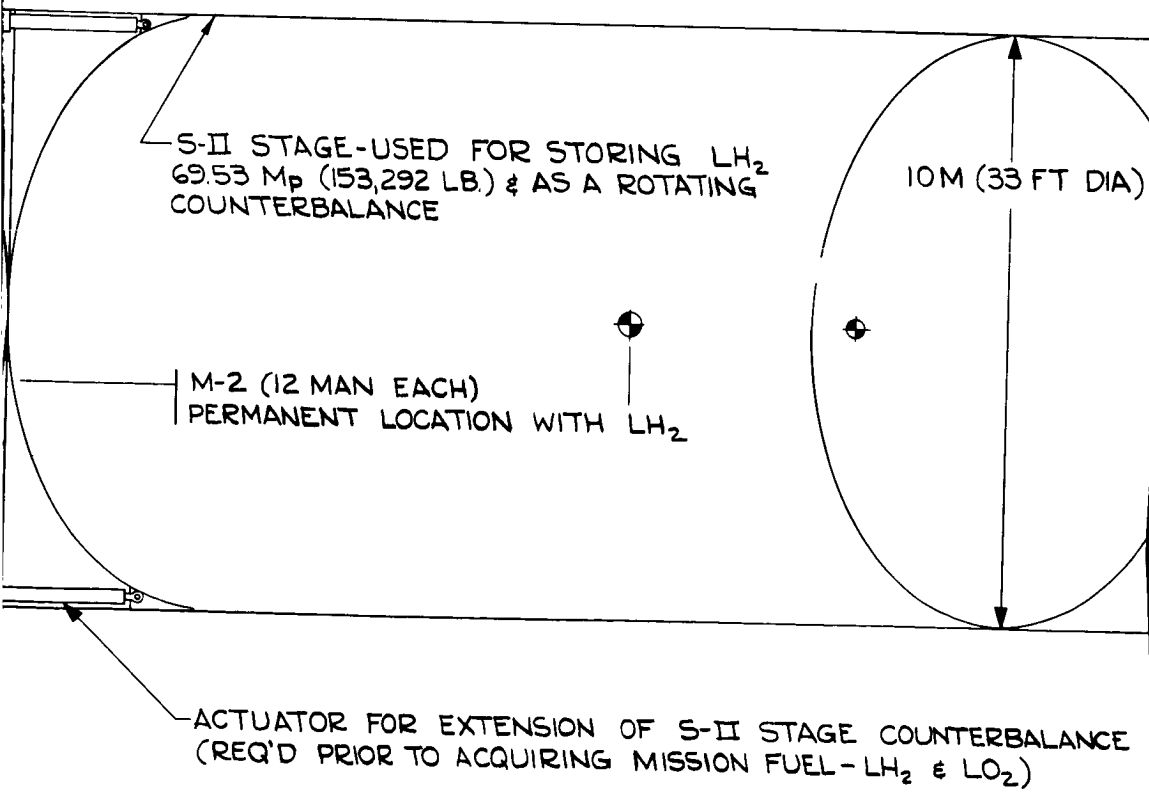 S-II STAGE-USED FOR STORING LH₂
69.53 Mp (153,292 LB.) & AS A ROTATING
COUNTERBALANCE
10M (33 FT DIA)
M-2 (12 MAN EACH)
PERMANENT LOCATION WITH LH₂
ACTUATOR FOR EXTENSION OF S-II STAGE COUNTERBALANCE
(REQ'D PRIOR TO ACQUIRING MISSION FUEL-LH₂ & LO₂)